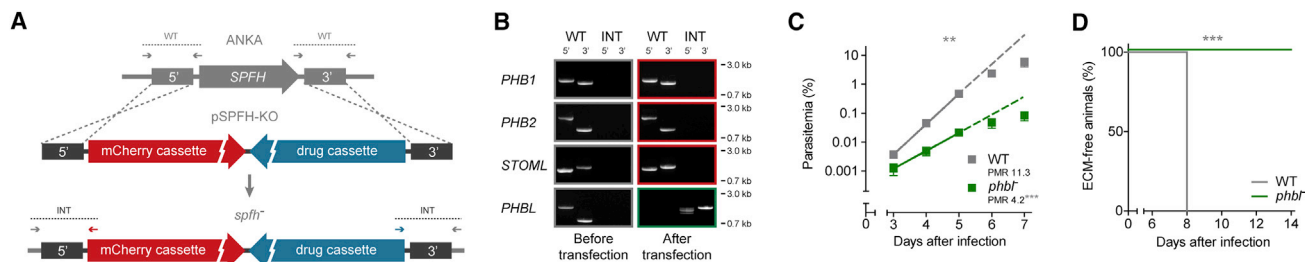 A
WT
ANKA
WT
5’
SPFH
3’
pSPFH-KO
5’
mCherry cassette
drug cassette
3’
spfh⁻
INT
INT
5’
mCherry cassette
drug cassette
3’
B
WT INT WT INT
5’ 3’ 5’ 3’ 5’ 3’ 5’ 3’
PHB1
3.0 kb
0.7 kb
PHB2
3.0
0.7 kb
STOML
3.0
0.7 kb
PHBL
3.0
0.7 kb
Before transfection
After transfection
C
**
Parasitemia (%)
10
1
0.1
0.01
0.001
0
WT
PMR 11.3
phbl⁻
PMR 4.2***
0 3 4 5 6 7
Days after infection
D
***
ECM-free animals (%)
100
50
0
WT
phbl⁻
0 6 8 10 12 14
Days after infection